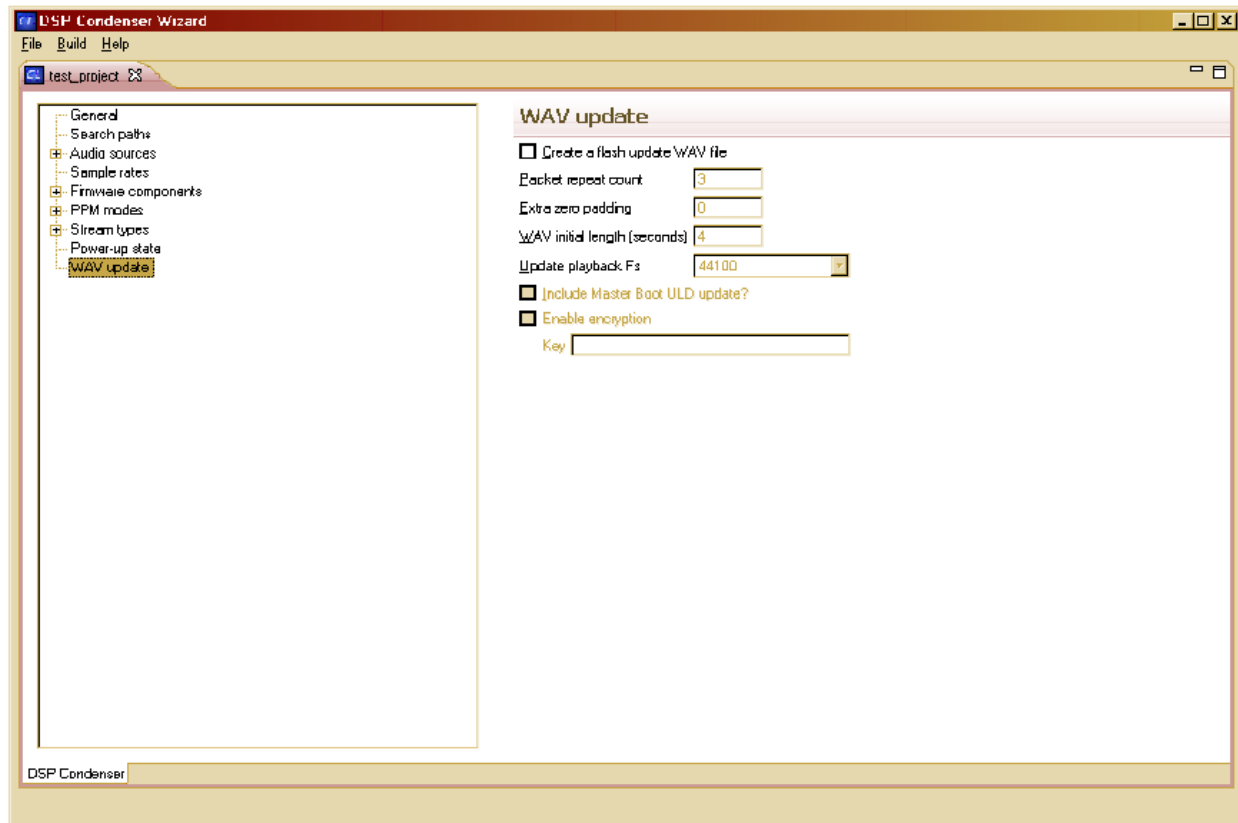 DSP Condenser Wizard
File Build Help
test_project
General
Search paths
Audio sources
Sample rates
Firmware components
PPM modes
Stream types
Power-up state
WAV update
WAV update
Create a flash update WAV file
Packet repeat count 3
Extra zero padding 0
WAV initial length (seconds) 4
Update playback Fs 44100
Include Master Boot ULD update?
Enable encryption
Key
DSP Condenser